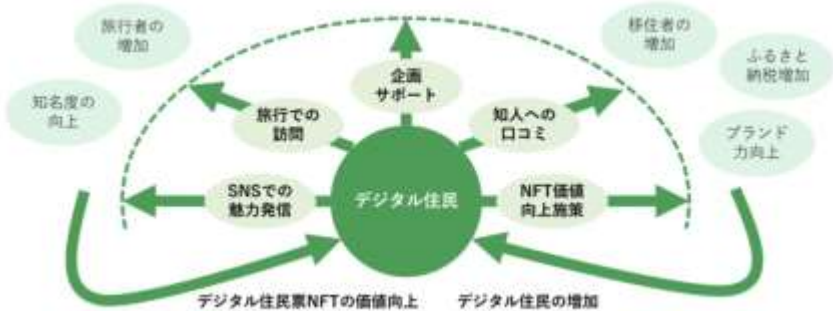 旅行者の
増加
移住者の
増加
ふるさと
納税増加
知名度の
向上
ブランド
力向上
企画
サポート
旅行での
訪問
知人への
口コミ
SNSでの
魅力発信
デジタル住民
NFT価値
向上施策
デジタル住民票NFTの価値向上
デジタル住民の増加